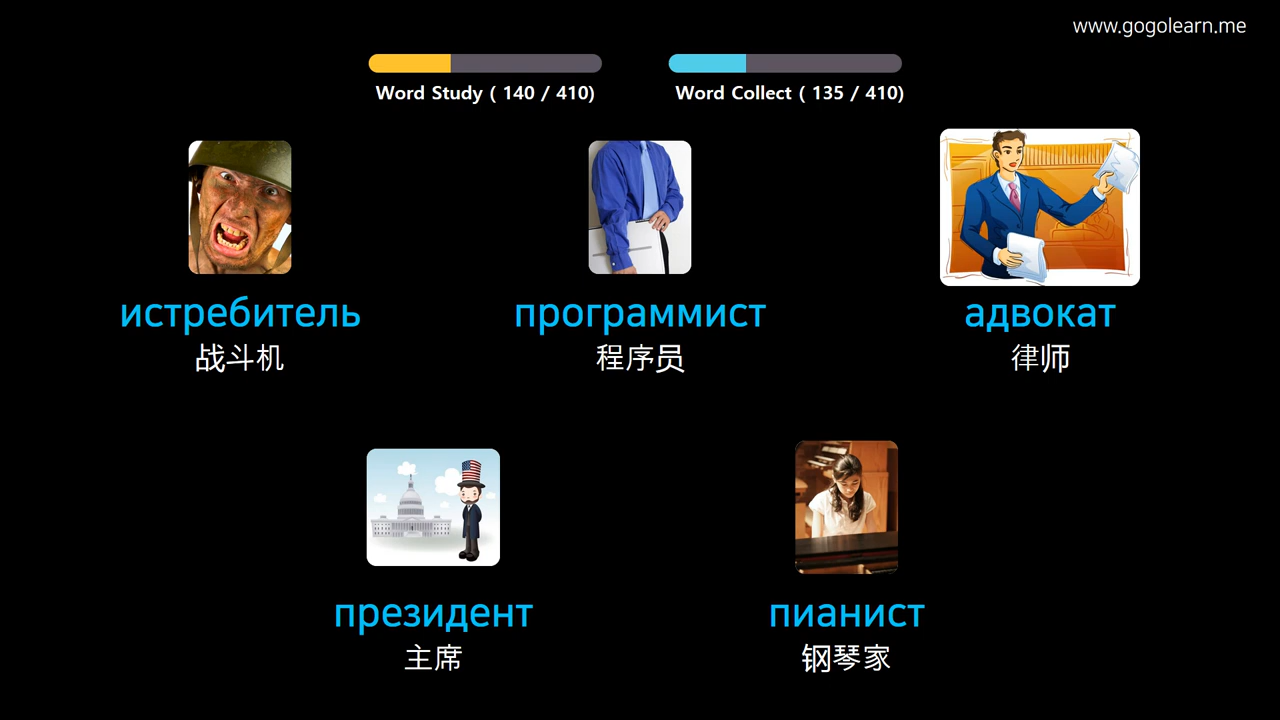 www.gogolearn.me
Word Study ( 140 / 410)
Word Collect ( 135 / 410)
истребитель
战斗机
программист
程序员
адвокат
律师
президент
主席
пианист
钢琴家